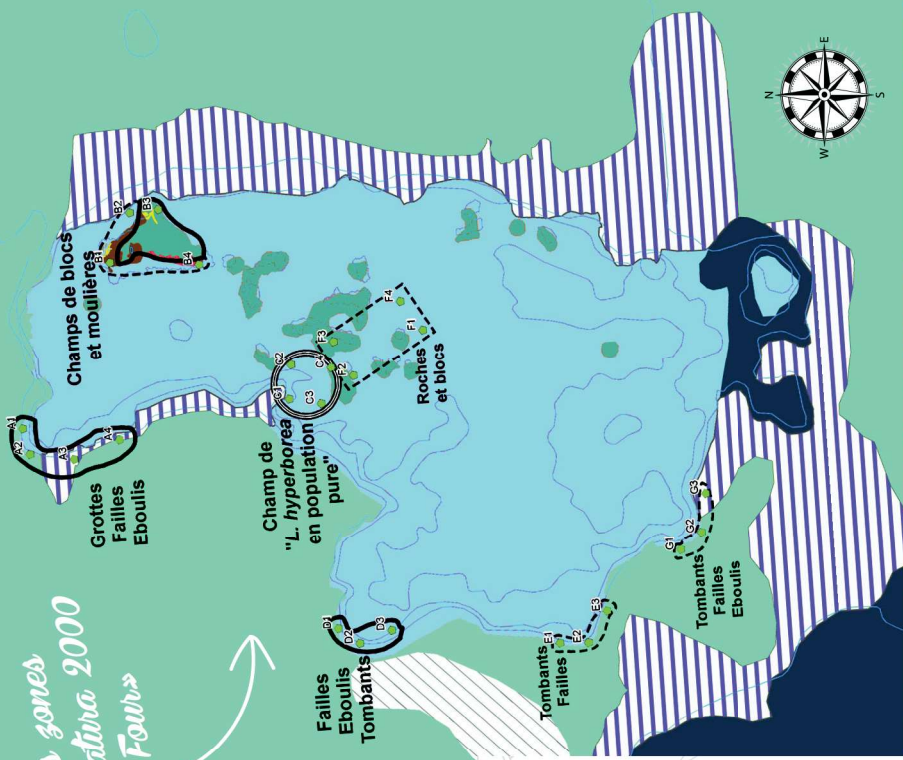 zones
atura 2000
Four»
Champs de blocs
et moulières
B1
B2
B3
B4
A1
A2
A3
A4
Grottes
Failles
Eboulis
Champ de
"L. hyperborea
en population
pure"
C1
C2
C3
C4
F1
F2
F3
F4
Roches
et blocs
Failles
Eboulis
Tombants
D1
D2
D3
Tombants
Failles
E1
E2
E3
G1
G2
G3
Tombants
Failles
Eboulis
N
E
S
W